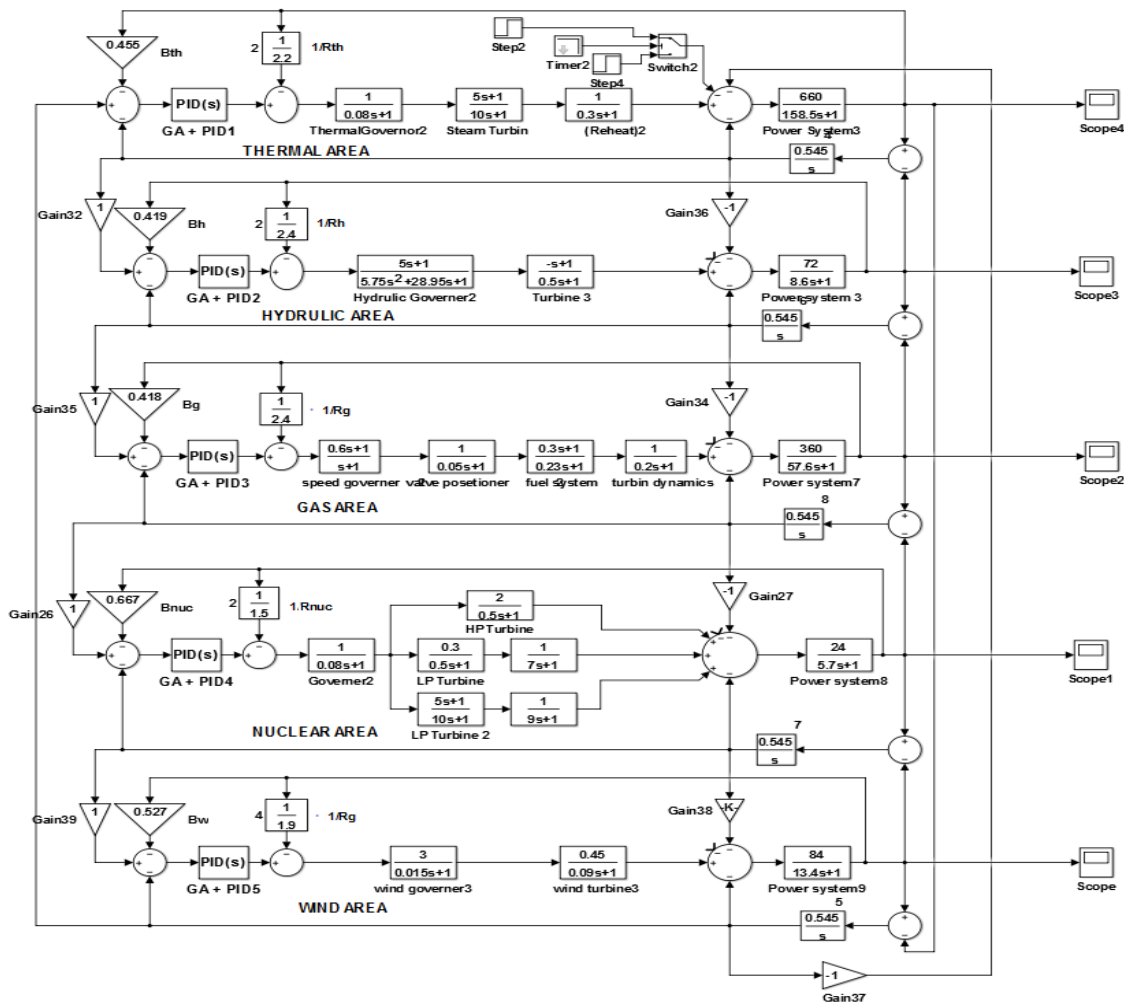 0.455
Bth
2
1
2.2
1/Rth
Step2
Timer2
Step4
Switch2
PID(s)
GA + PID1
1
0.08s+1
ThermalGovernor2
5s+1
10s+1
Steam Turbin
1
0.3s+1
(Reheat)2
660
158.5s+1
Power System3
Scope4
THERMAL AREA
4
0.545
s
Gain32
1
0.419
Bh
2
1
2.4
1/Rh
Gain36
-1
PID(s)
GA + PID2
5s+1
5.75s2+28.95s+1
Hydrulic Governer2
-s+1
0.5s+1
Turbine 3
72
8.6s+1
Power system 3
Scope3
HYDRULIC AREA
0.545
s
Gain35
1
0.418
Bg
1
2.4
1/Rg
Gain34
-1
PID(s)
GA + PID3
0.6s+1
s+1
speed governer
1
0.05s+1
valve posetioner
0.3s+1
0.23s+1
fuel system
1
0.2s+1
turbin dynamics
360
57.6s+1
Power system7
Scope2
GAS AREA
8
0.545
s
Gain26
1
0.667
Bnuc
2
1
1.5
1.Rnuc
2
0.5s+1
HP Turbine
-1
Gain27
PID(s)
GA + PID4
1
0.08s+1
Governer2
0.3
0.5s+1
LP Turbine
1
7s+1
24
5.7s+1
Power system8
Scope1
5s+1
10s+1
LP Turbine 2
1
9s+1
NUCLEAR AREA
7
0.545
s
Gain39
1
0.527
Bw
4
1
1.9
1/Rg
Gain38
-K-
PID(s)
GA + PID5
3
0.015s+1
wind governer3
0.45
0.09s+1
wind turbine3
84
13.4s+1
Power system9
Scope
WIND AREA
5
0.545
s
-1
Gain37